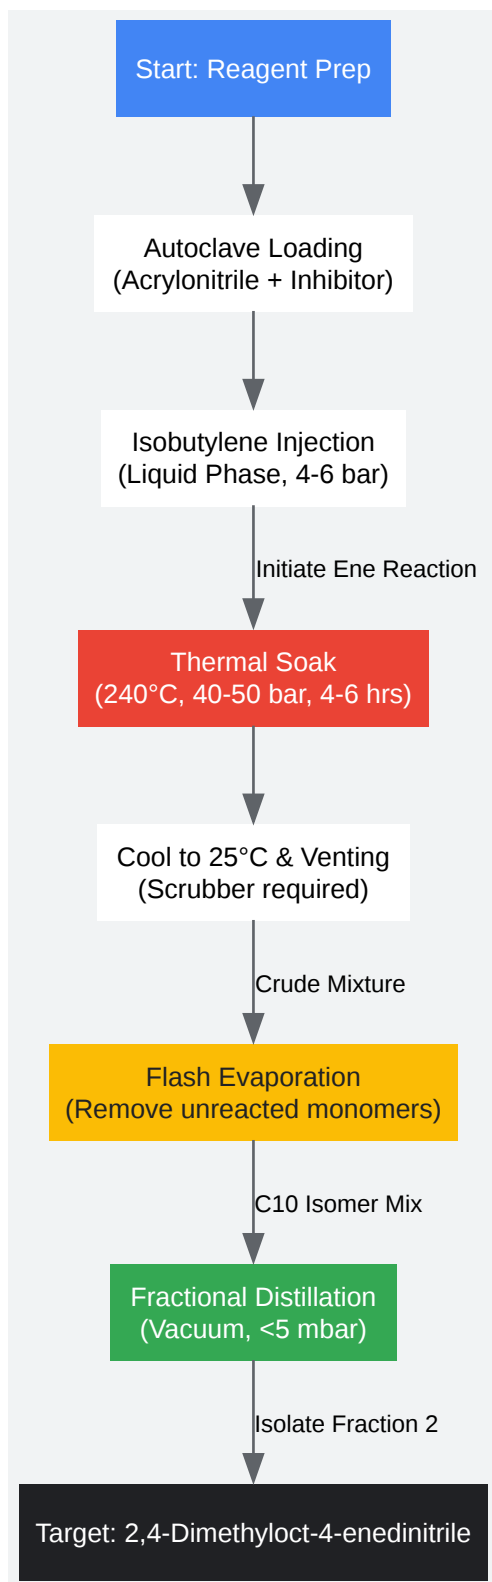 Start: Reagent Prep
Autoclave Loading
(Acrylonitrile + Inhibitor)
Isobutylene Injection
(Liquid Phase, 4-6 bar)
Initiate Ene Reaction
Thermal Soak
(240°C, 40-50 bar, 4-6 hrs)
Cool to 25°C & Venting
(Scrubber required)
Crude Mixture
Flash Evaporation
(Remove unreacted monomers)
C10 Isomer Mix
Fractional Distillation
(Vacuum, <5 mbar)
Isolate Fraction 2
Target: 2,4-Dimethyloct-4-enedinitrile